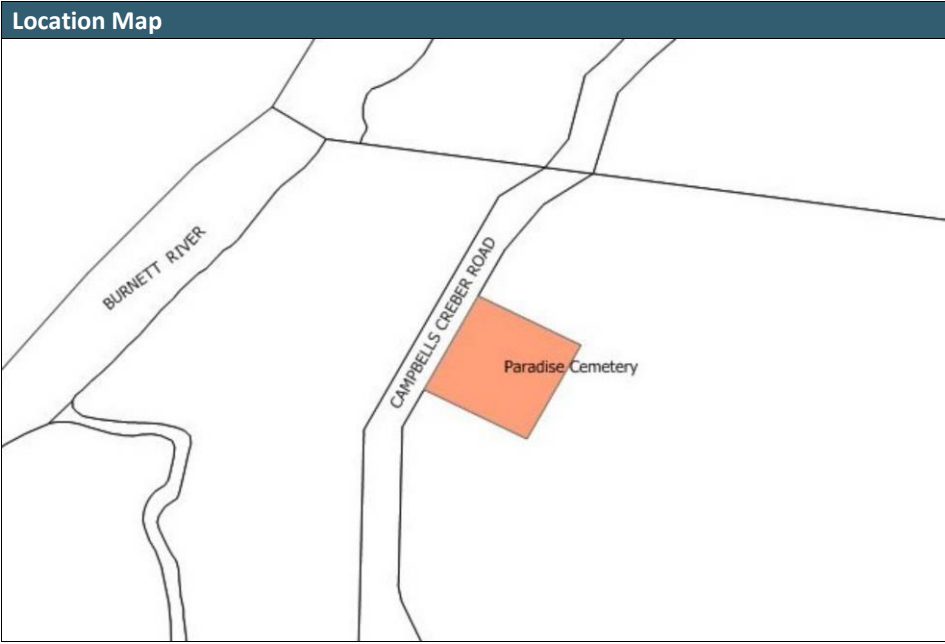 Location Map
BURNETT RIVER
CAMPBELLS CREBER ROAD
Paradise Cemetery